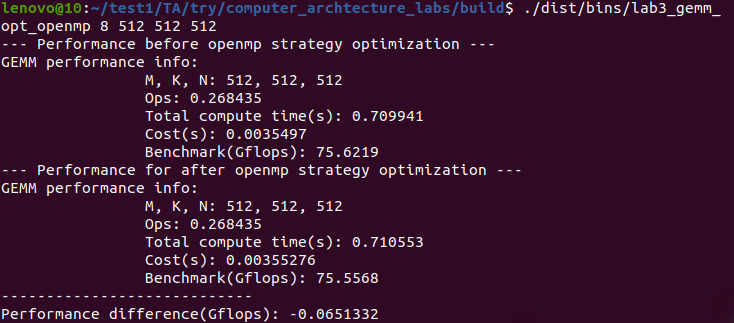 lenovo@10:~/test1/TA/try/computer_archtecture_labs/build$ ./dist/bins/lab3_gemm_
opt_openmp 8 512 512 512
--- Performance before openmp strategy optimization ---
GEMM performance info:
M, K, N: 512, 512, 512
Ops: 0.268435
Total compute time(s): 0.709941
Cost(s): 0.0035497
Benchmark(Gflops): 75.6219
--- Performance for after openmp strategy optimization ---
GEMM performance info:
M, K, N: 512, 512, 512
Ops: 0.268435
Total compute time(s): 0.710553
Cost(s): 0.00355276
Benchmark(Gflops): 75.5568
----------------------------
Performance difference(Gflops): -0.0651332